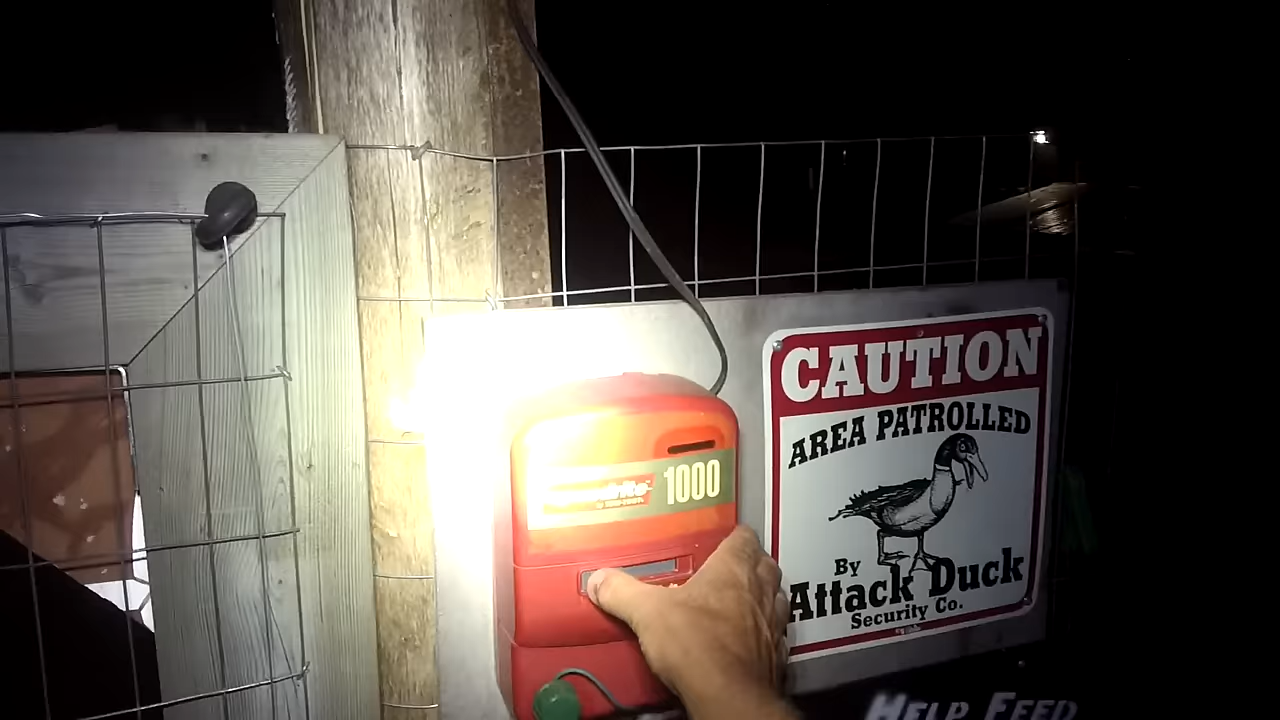 1000
CAUTION
AREA PATROLLED
By
Attack Duck
Security Co.
HELP FEED